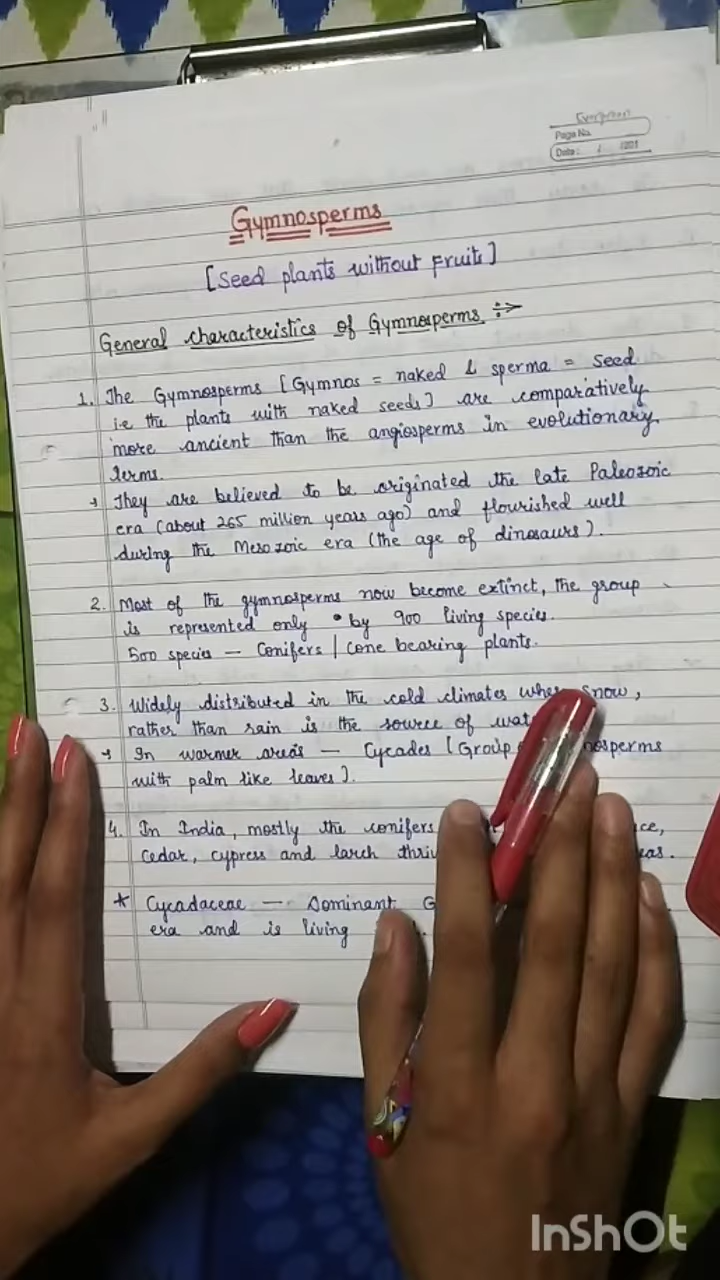 Evergreen
Page No.
Date: / /201
Gymnosperms
[Seed plants without fruits]
General characteristics of Gymnosperms :->
1. The Gymnosperms [Gymnos = naked & sperma = seed
i.e the plants with naked seeds] are comparatively
more ancient than the angiosperms in evolutionary
terms.
They are believed to be originated the late Paleozoic
era (about 265 million years ago) and flourished well
during the Mesozoic era (the age of dinosaurs).
2. Most of the gymnosperms now become extinct, the group
is represented only by 900 living species.
500 species – Conifers / cone bearing plants.
3. Widely distributed in the cold climates where snow,
rather than rain is the source of
In warmer areas – Cycades [Group
with palm like leaves].
4. In India, mostly the conifers
cedar, cypress and larch
* Cycadaceae – Dominant
era and is living
InShOt